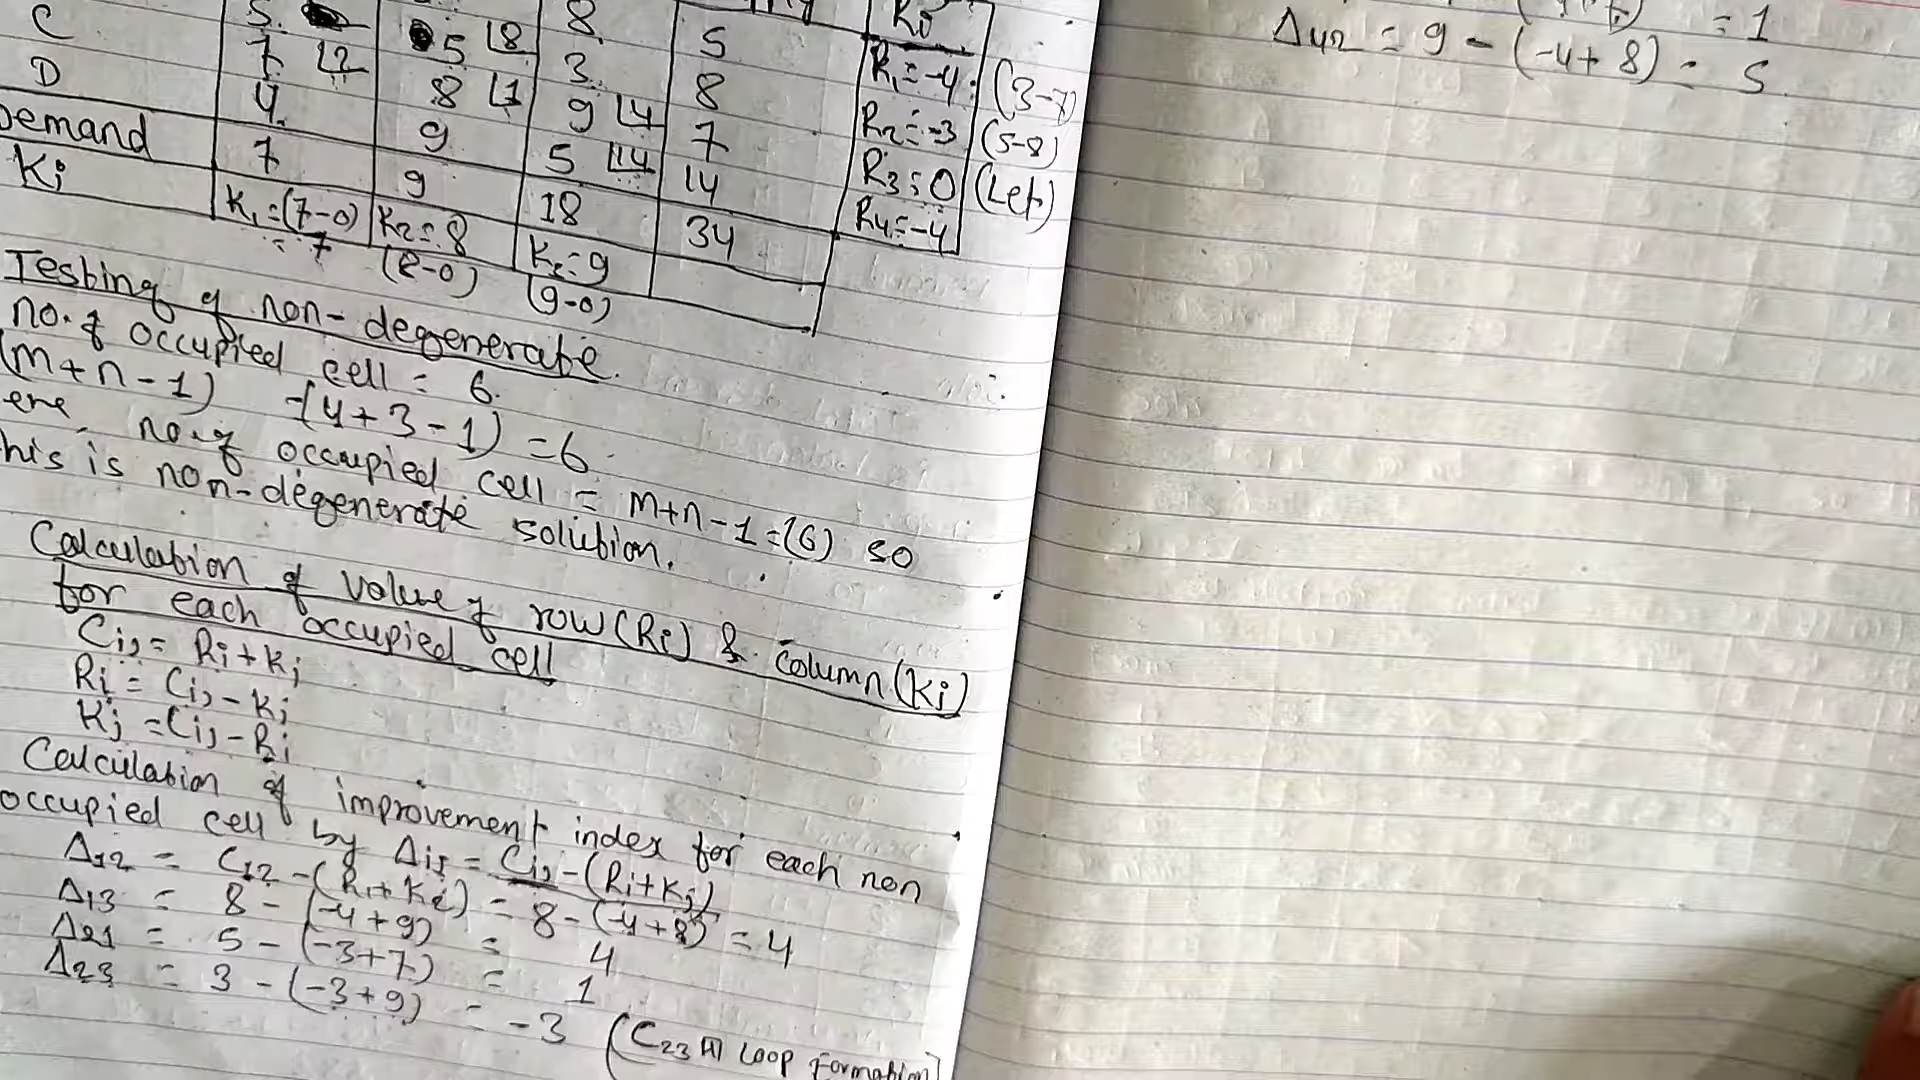 C 5. 8. 5 Ri
D 7 12 5 18 3 8 R1=-4 (3-7)
4 8 11 9 14 7 R2=-3 (5-8)
Demand 7 9 5 14 14 R3=0 (Let)
9 18 34 R4=-4
Kj K1=(7-0) K2=8 K3=9
=7 (8-0) (9-0)
Testing of non-degenerate.
no. of occupied cell = 6.
(m+n-1) -(4+3-1) =6
ere, no. of occupied cell = m+n-1=(6) so
his is non-degenerate solution.
Calculation of value of row(Ri) & column(Kj)
for each occupied cell
Cij = Ri+Kj
Ri = Cij-Kj
Kj =Cij-Ri
Calculation of improvement index for each non
occupied cell by Δij = Cij-(Ri+Kj)
Δ12 = C12-(R1+K2) = 8-(-4+8) =4
Δ13 = 8-(-4+9) = 4
Δ21 = 5-(-3+7) = 1
Δ23 = 3-(-3+9) = -3 (C23 मा Loop Formation)
=1
Δ42 = 9-(-4+8) = 5